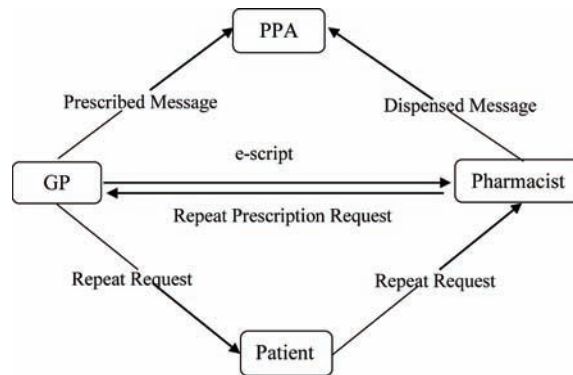 PPA
Prescribed Message
Dispensed Message
e-script
GP
Pharmacist
Repeat Prescription Request
Repeat Request
Repeat Request
Patient